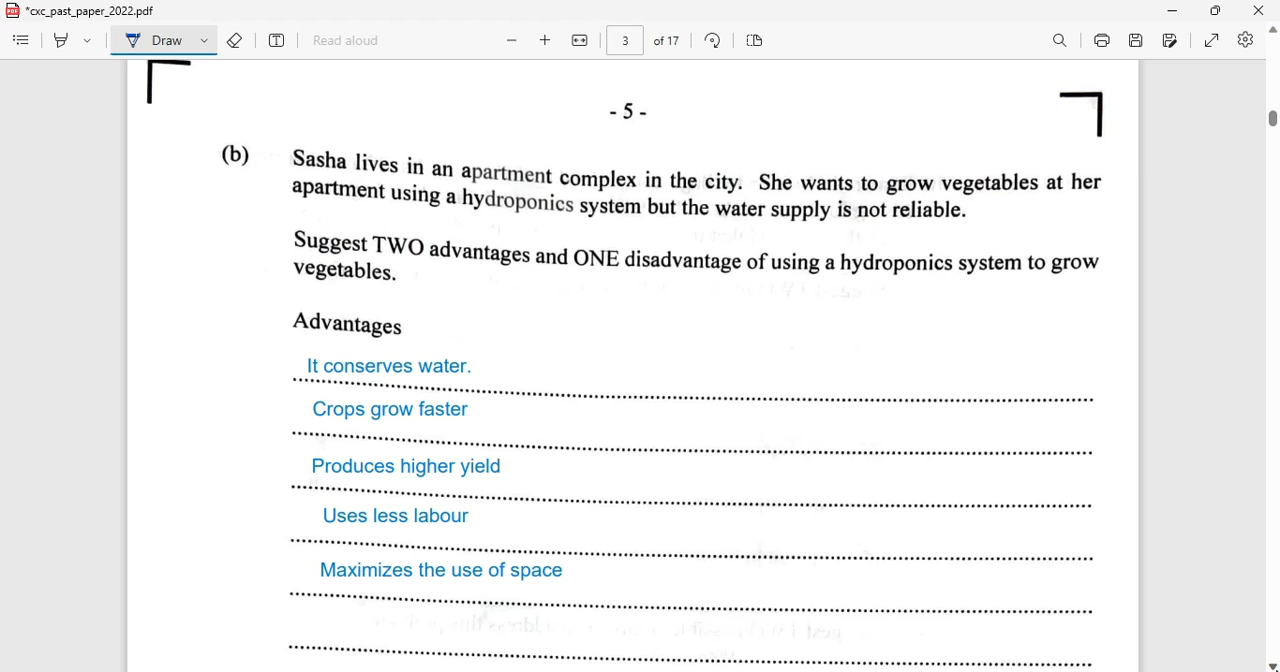 *cxc_past_paper_2022.pdf
Draw
Read aloud
3
of 17
- 5 -
(b) Sasha lives in an apartment complex in the city. She wants to grow vegetables at her
apartment using a hydroponics system but the water supply is not reliable.
Suggest TWO advantages and ONE disadvantage of using a hydroponics system to grow
vegetables.
Advantages
It conserves water.
Crops grow faster
Produces higher yield
Uses less labour
Maximizes the use of space